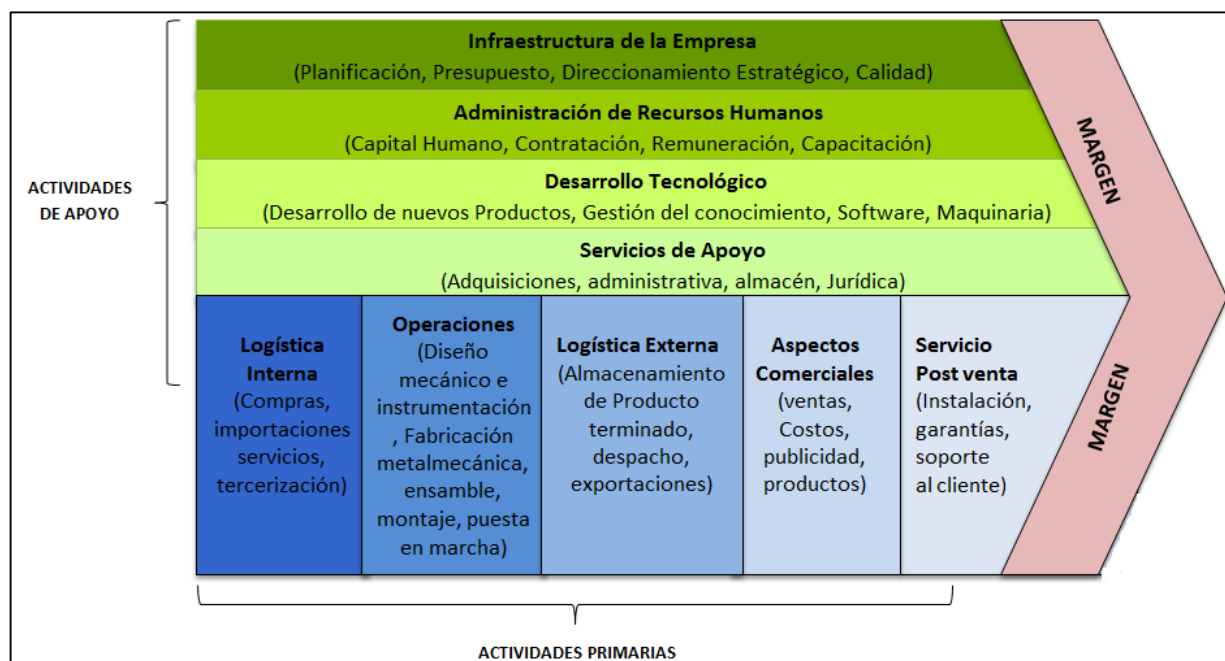 Infraestructura de la Empresa
(Planificación, Presupuesto, Direccionamiento Estratégico, Calidad)
Administración de Recursos Humanos
(Capital Humano, Contratación, Remuneración, Capacitación)
Desarrollo Tecnológico
(Desarrollo de nuevos Productos, Gestión del conocimiento, Software, Maquinaria)
Servicios de Apoyo
(Adquisiciones, administrativa, almacén, Jurídica)
ACTIVIDADES
DE APOYO
Logística
Interna
(Compras,
importaciones
servicios,
tercerización)
Operaciones
(Diseño
mecánico e
instrumentación
, Fabricación
metalmecánica,
ensamble,
montaje, puesta
en marcha)
Logística Externa
(Almacenamiento
de Producto
terminado,
despacho,
exportaciones)
Aspectos
Comerciales
(ventas,
Costos,
publicidad,
productos)
Servicio
Post venta
(Instalación,
garantías,
soporte
al cliente)
MARGEN
MARGEN
ACTIVIDADES PRIMARIAS